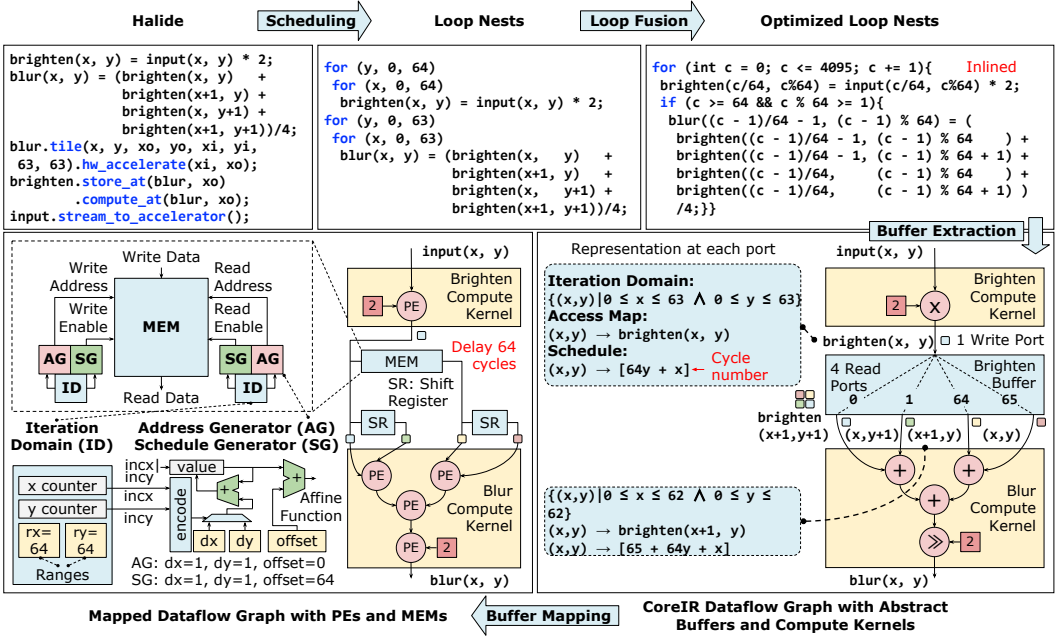 Halide
Scheduling
Loop Nests
Loop Fusion
Optimized Loop Nests
brighten(x, y) = input(x, y) * 2;
blur(x, y) = (brighten(x, y) +
brighten(x+1, y) +
brighten(x, y+1) +
brighten(x+1, y+1))/4;
blur.tile(x, y, xo, yo, xi, yi,
63, 63).hw_accelerate(xi, xo);
brighten.store_at(blur, xo)
.compute_at(blur, xo);
input.stream_to_accelerator();
for (y, 0, 64)
for (x, 0, 64)
brighten(x, y) = input(x, y) * 2;
for (y, 0, 63)
for (x, 0, 63)
blur(x, y) = (brighten(x, y) +
brighten(x+1, y) +
brighten(x, y+1) +
brighten(x+1, y+1))/4;
for (int c = 0; c <= 4095; c += 1){ Inlined
brighten(c/64, c%64) = input(c/64, c%64) * 2;
if (c >= 64 && c % 64 >= 1){
blur((c - 1)/64 - 1, (c - 1) % 64) = (
brighten((c - 1)/64 - 1, (c - 1) % 64 ) +
brighten((c - 1)/64 - 1, (c - 1) % 64 + 1) +
brighten((c - 1)/64, (c - 1) % 64 ) +
brighten((c - 1)/64, (c - 1) % 64 + 1) )
/4;}}
Buffer Extraction
Write Data
Write
Address
Read
Address
Write
Enable
Read
Enable
MEM
AG
SG
SG
AG
ID
ID
Read Data
Iteration
Domain (ID)
Address Generator (AG)
Schedule Generator (SG)
x counter
y counter
rx=
64
ry=
64
Ranges
incx
incy
incx
incy
value
encode
+
+
dx
dy
offset
Affine
Function
AG: dx=1, dy=1, offset=0
SG: dx=1, dy=1, offset=64
input(x, y)
Brighten
Compute
Kernel
2
PE
MEM
Delay 64
cycles
SR: Shift
Register
SR
SR
PE
PE
PE
PE
2
Blur
Compute
Kernel
blur(x, y)
Representation at each port
Iteration Domain:
{(x,y)|0 ≤ x ≤ 63 ∧ 0 ≤ y ≤ 63}
Access Map:
(x,y) → brighten(x, y)
Schedule:
(x,y) → [64y + x]
Cycle
number
{(x,y)|0 ≤ x ≤ 62 ∧ 0 ≤ y ≤
62}
(x,y) → brighten(x+1, y)
(x,y) → [65 + 64y + x]
input(x, y)
Brighten
Compute
Kernel
2
x
brighten(x, y)
1 Write Port
4 Read
Ports
Brighten
Buffer
0
1
64
65
brighten
(x+1,y+1)
(x,y+1)
(x+1,y)
(x,y)
+
+
+
≫
2
Blur
Compute
Kernel
blur(x, y)
Mapped Dataflow Graph with PEs and MEMs
Buffer Mapping
CoreIR Dataflow Graph with Abstract
Buffers and Compute Kernels